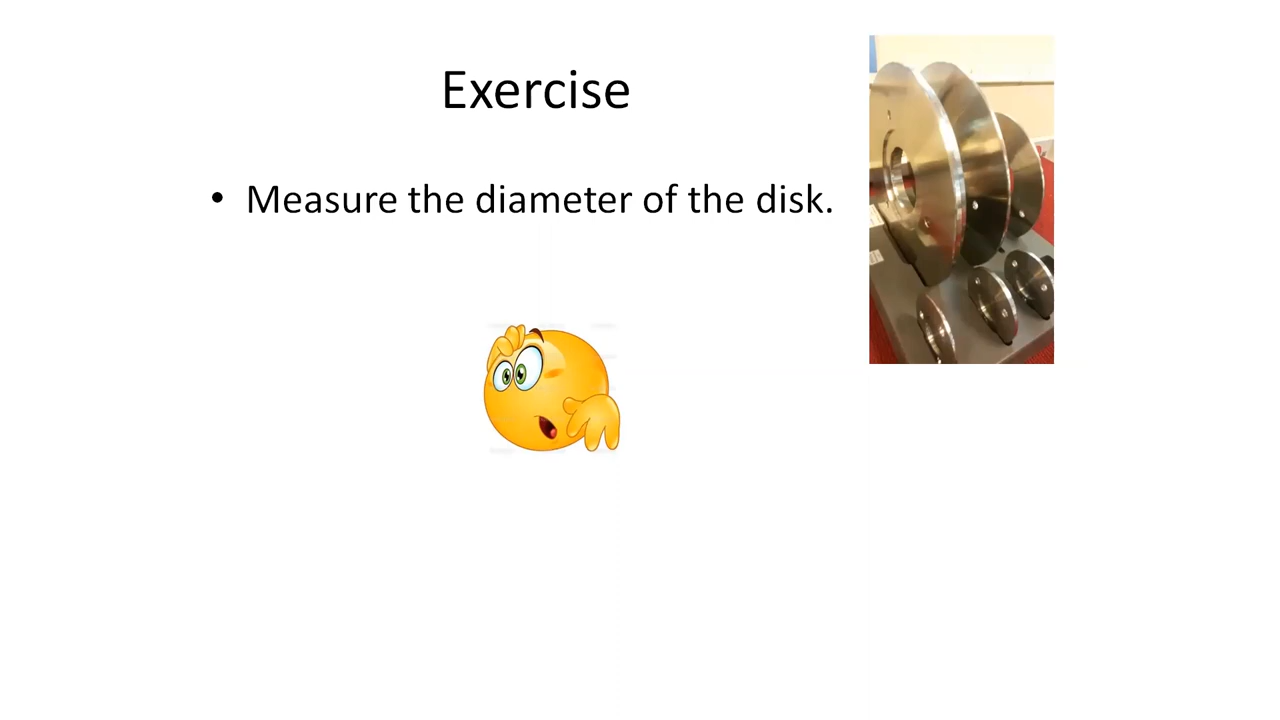 Exercise
• Measure the diameter of the disk.